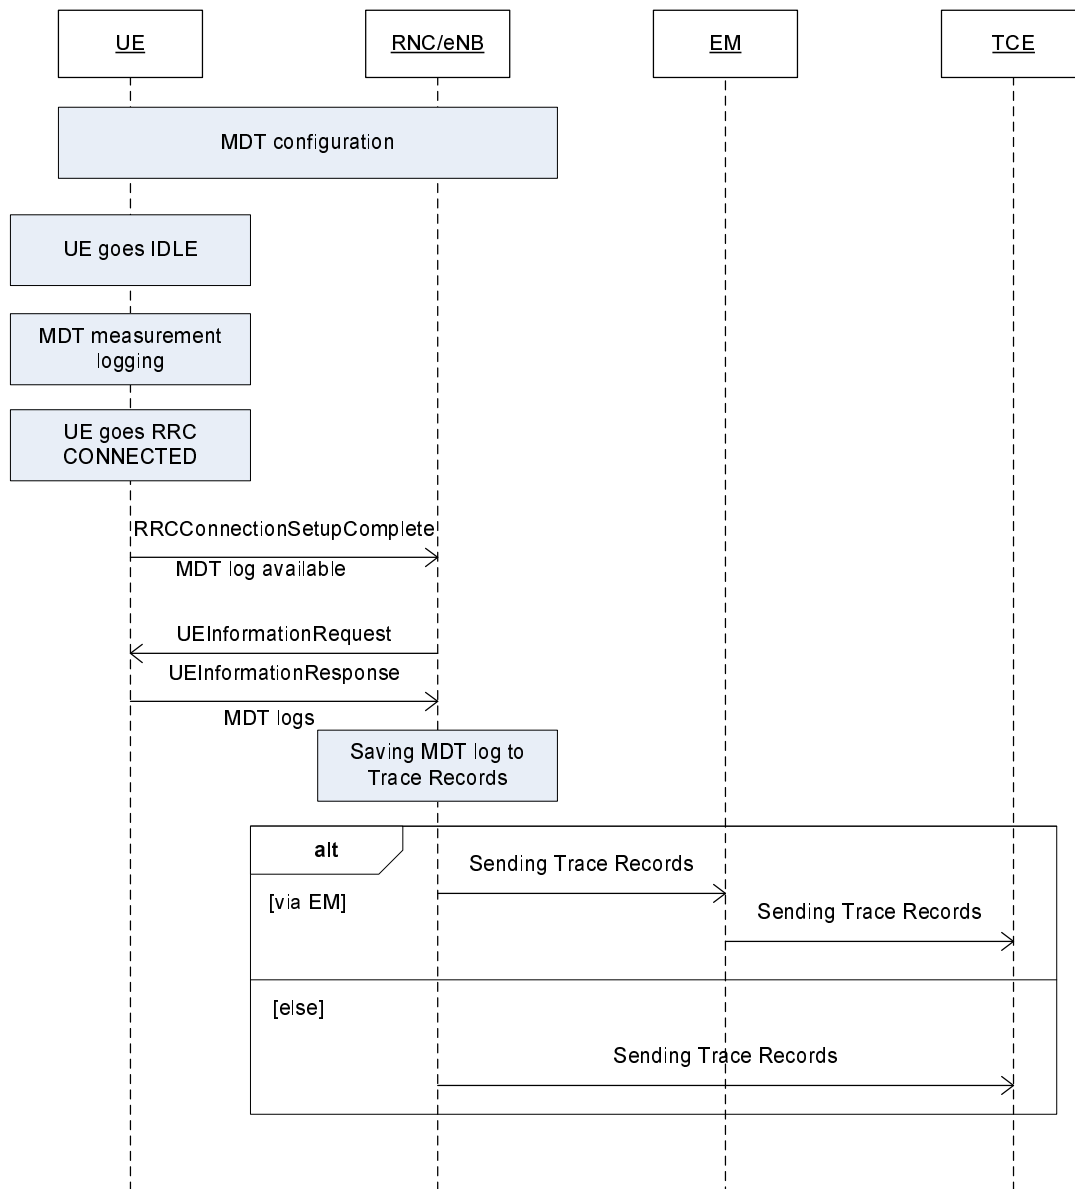 UE
RNC/eNB
EM
TCE
MDT configuration
UE goes IDLE
MDT measurement
logging
UE goes RRC
CONNECTED
RRCConnectionSetupComplete
MDT log available
UEInformationRequest
UEInformationResponse
MDT logs
Saving MDT log to
Trace Records
alt
Sending Trace Records
[via EM]
Sending Trace Records
[else]
Sending Trace Records